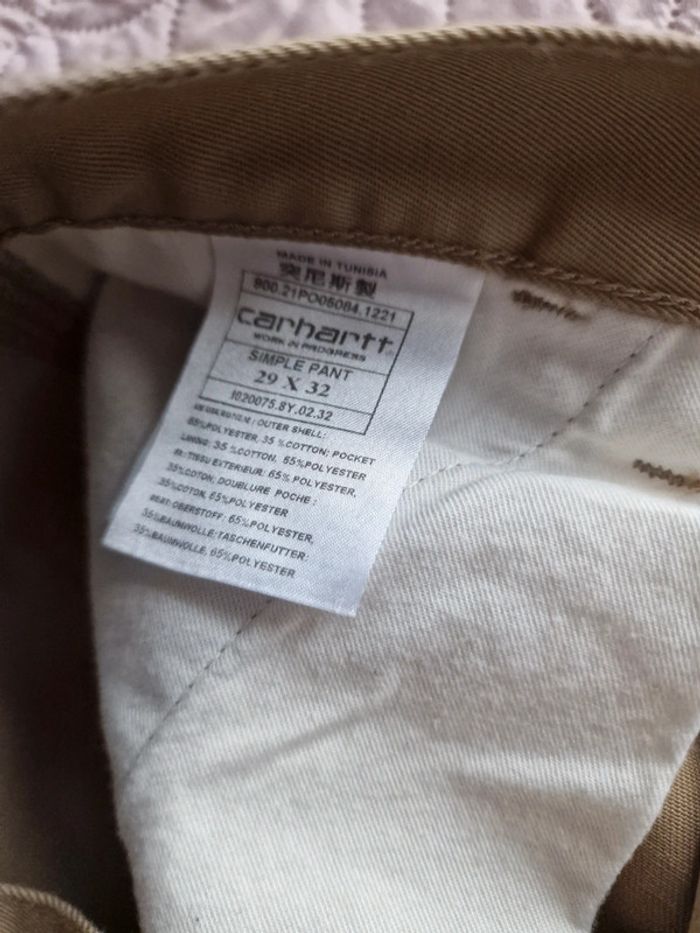 MADE IN TUNISIA
突尼斯製
800.21PO05084.1221
carhartt
WORK IN PROGRESS
SIMPLE PANT
29 X 32
I020075.8Y.02.32
OUTER SHELL:
65%POLYESTER, 35 %COTTON; POCKET
LINING: 35 %COTTON, 65%POLYESTER
TISSU EXTERIEUR: 65% POLYESTER,
35%COTON, DOUBLURE POCHE :
35%COTON, 65%POLYESTER
OBERSTOFF: 65%POLYESTER,
35%BAUMWOLLE; TASCHENFUTTER:
35%BAUMWOLLE, 65%POLYESTER